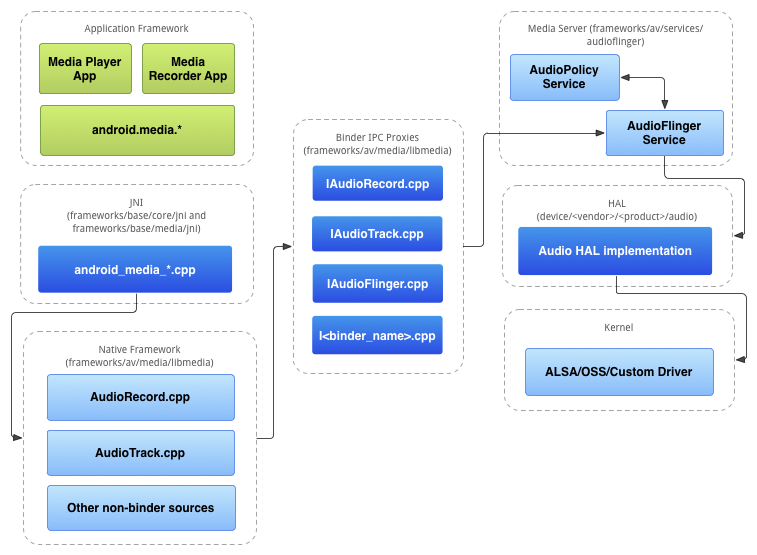 Application Framework
Media Player
App
Media
Recorder App
android.media.*
JNI
(frameworks/base/core/jni and
frameworks/base/media/jni)
android_media_*.cpp
Native Framework
(frameworks/av/media/libmedia)
AudioRecord.cpp
AudioTrack.cpp
Other non-binder sources
Binder IPC Proxies
(frameworks/av/media/libmedia)
IAudioRecord.cpp
IAudioTrack.cpp
IAudioFlinger.cpp
I<binder_name>.cpp
Media Server (frameworks/av/services/
audioflinger)
AudioPolicy
Service
AudioFlinger
Service
HAL
(device/<vendor>/<product>/audio)
Audio HAL implementation
Kernel
ALSA/OSS/Custom Driver